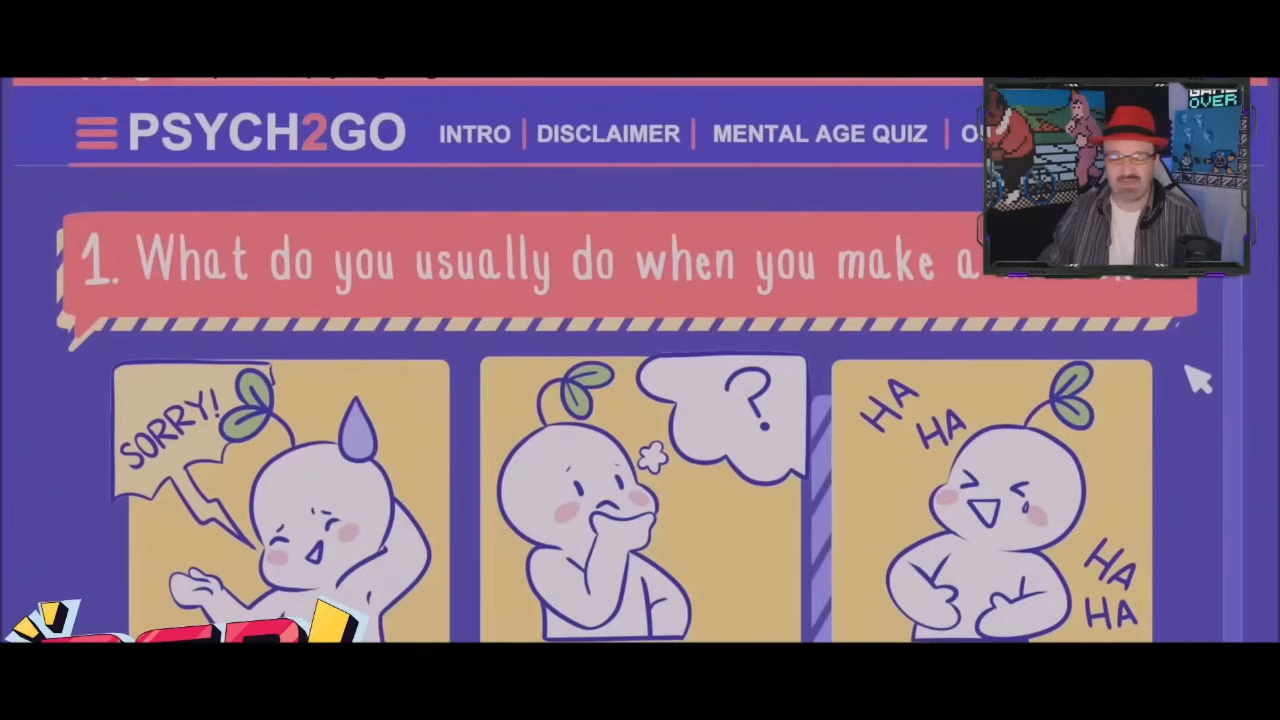 PSYCH2GO
INTRO | DISCLAIMER | MENTAL AGE QUIZ |
GAME
OVER
1. What do you usually do when you make a
SORRY!
?
HA
HA
HA
HA